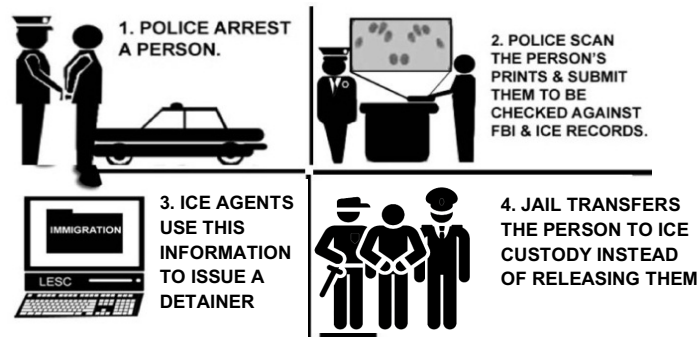 1. POLICE ARREST
A PERSON.
2. POLICE SCAN
THE PERSON'S
PRINTS & SUBMIT
THEM TO BE
CHECKED AGAINST
FBI & ICE RECORDS.
IMMIGRATION
LESC
3. ICE AGENTS
USE THIS
INFORMATION
TO ISSUE A
DETAINER
4. JAIL TRANSFERS
THE PERSON TO ICE
CUSTODY INSTEAD
OF RELEASING THEM